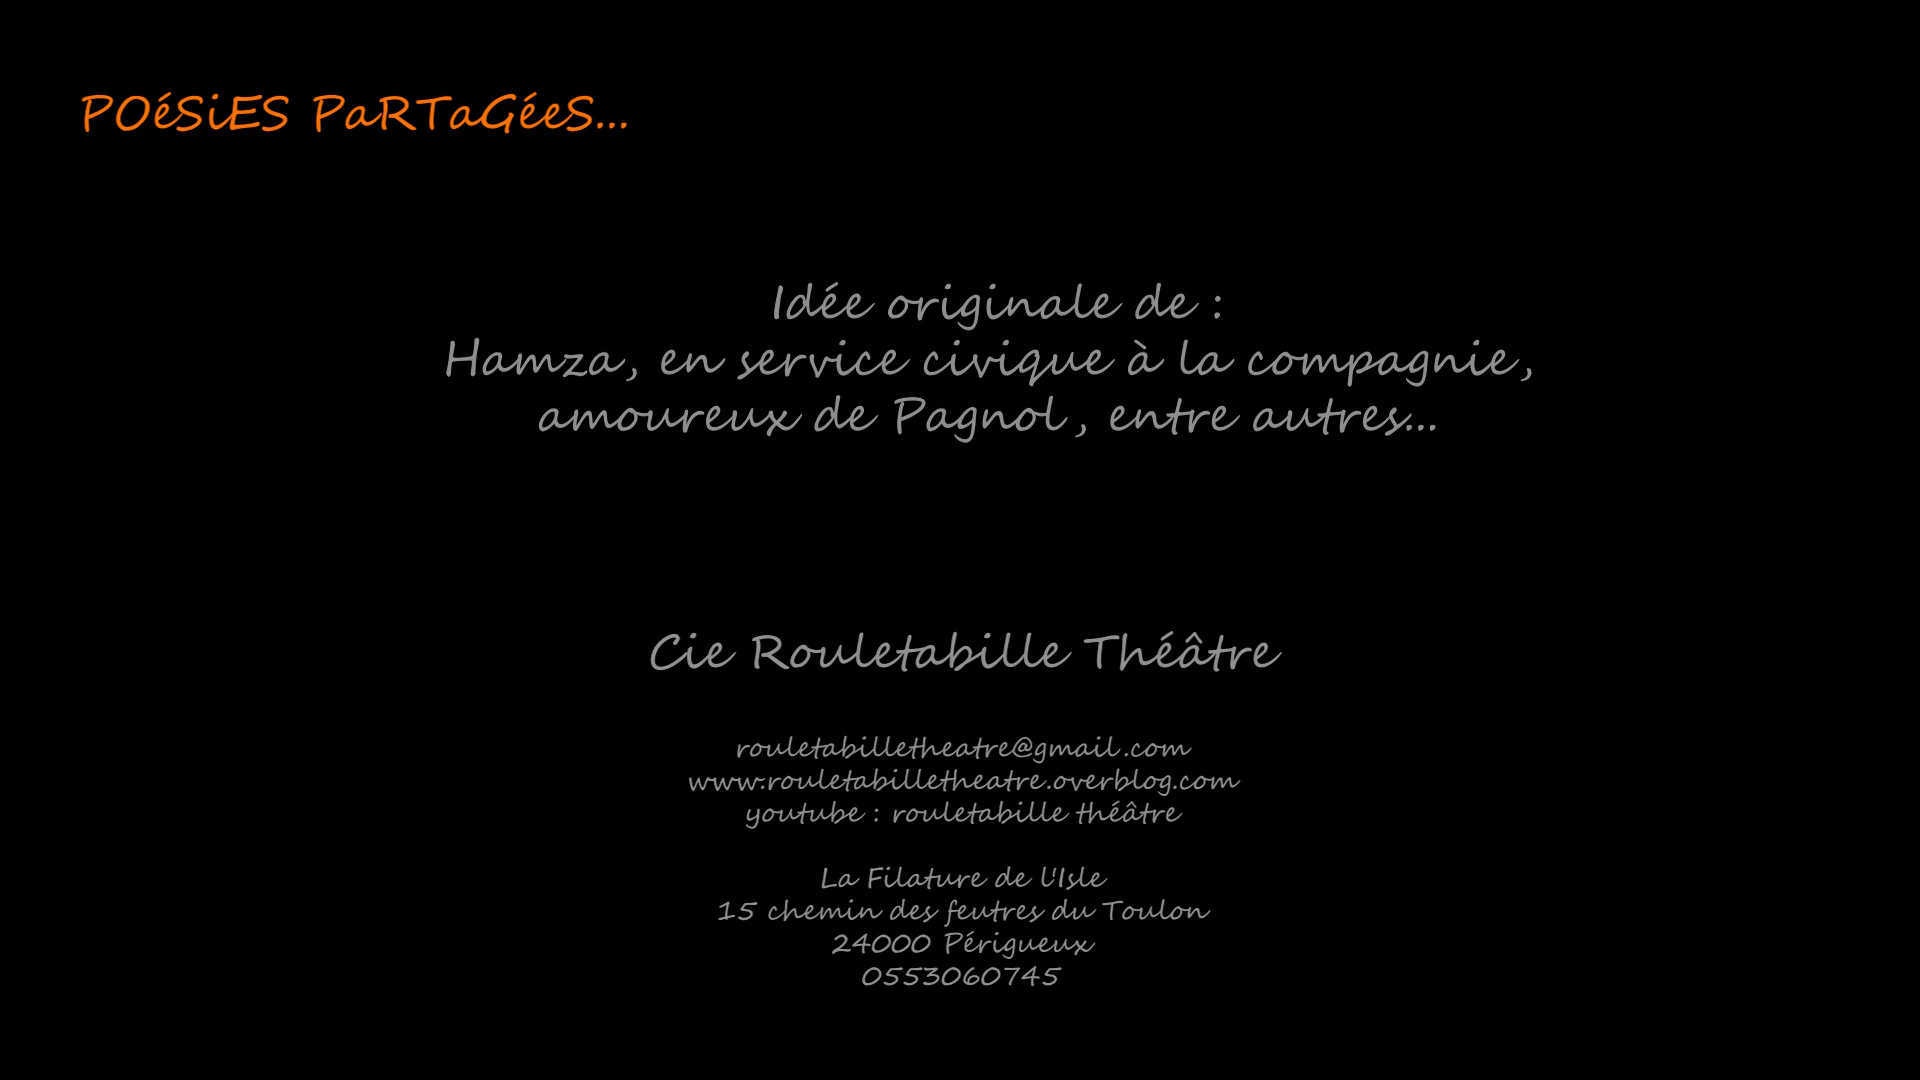 POéSiES PaRTaGéeS...
Idée originale de :
Hamza, en service civique à la compagnie,
amoureux de Pagnol, entre autres...
Cie Rouletabille Théâtre
rouletabilletheatre@gmail.com
www.rouletabilletheatre.overblog.com
youtube : rouletabille théâtre
La Filature de l'Isle
15 chemin des feutres du Toulon
24000 Périgueux
0553060745